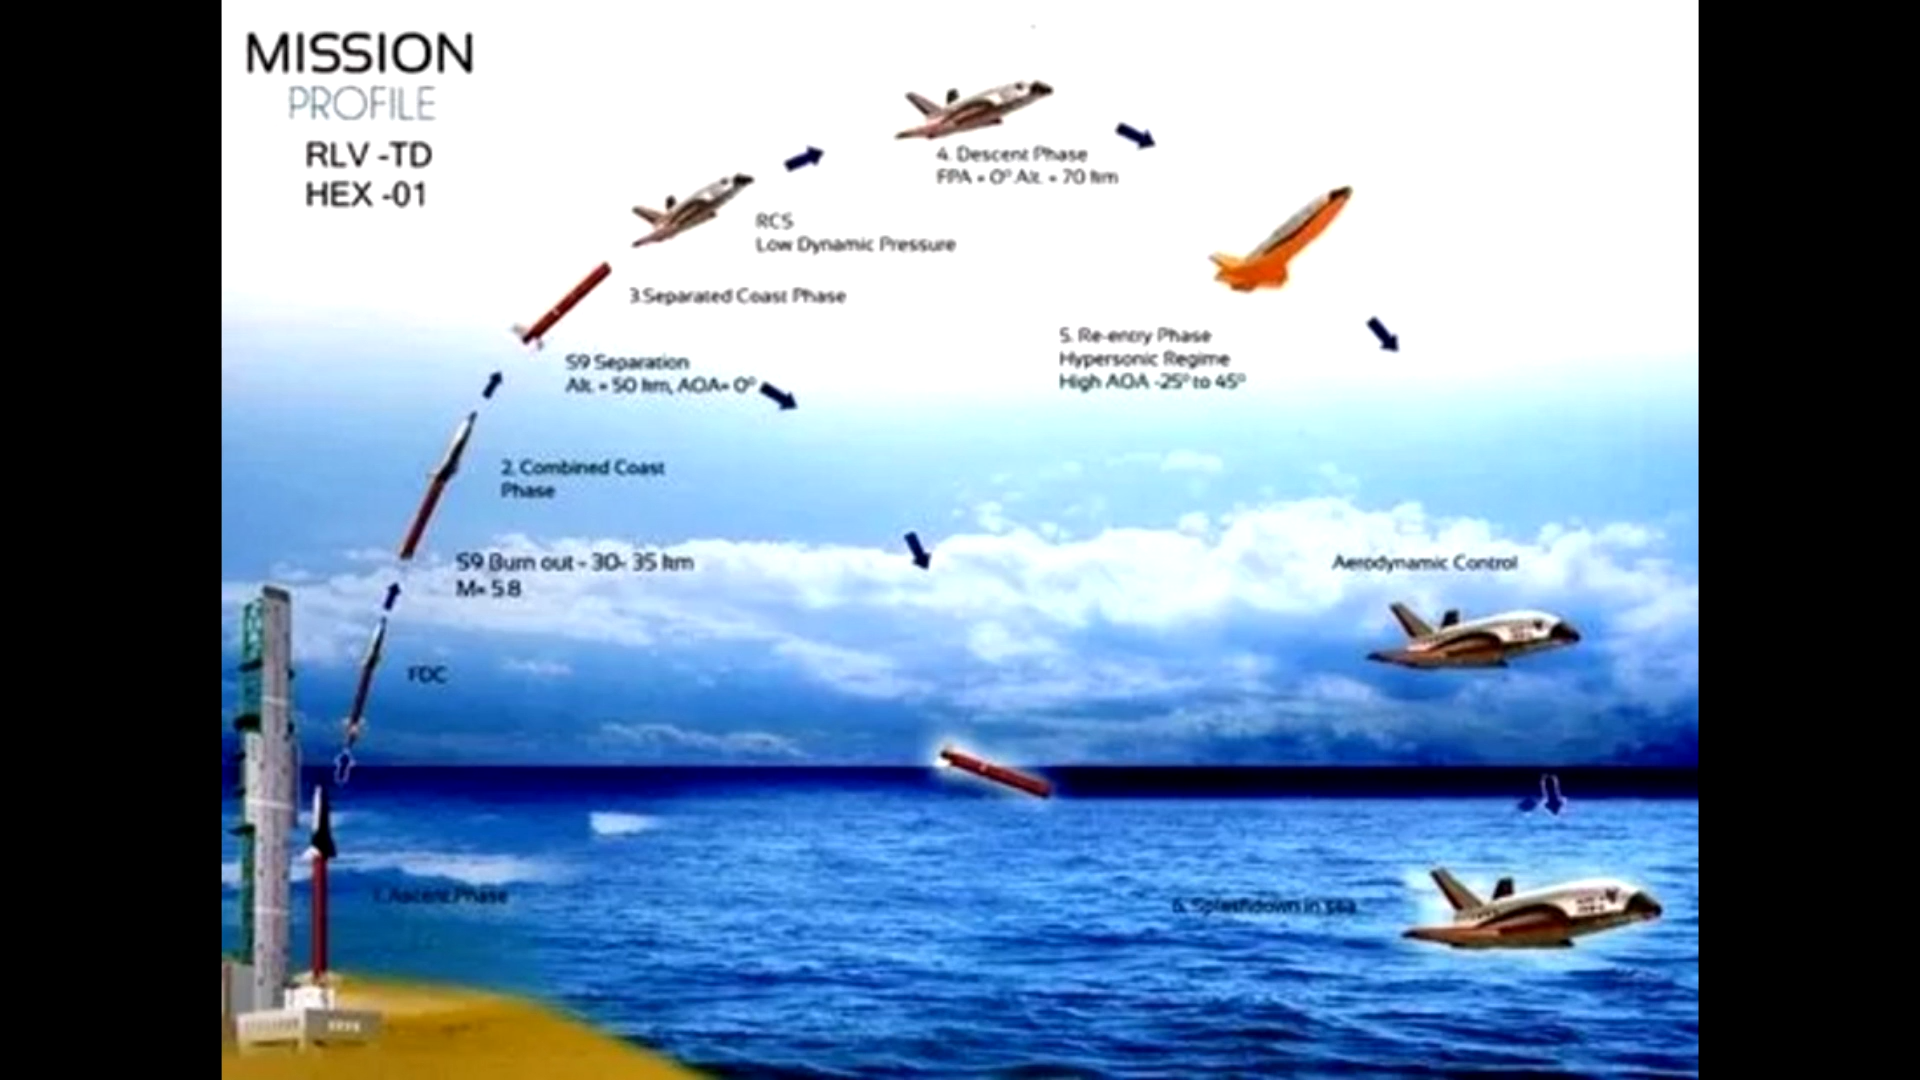 MISSION
PROFILE
RLV -TD
HEX -01
4. Descent Phase
FPA = 0° Alt. = 70 km
RCS
Low Dynamic Pressure
3.Separated Coast Phase
S9 Separation
Alt. = 50 km, AOA= 0°
5. Re-entry Phase
Hypersonic Regime
High AOA -25° to 45°
2. Combined Coast
Phase
S9 Burn out - 30- 35 km
M= 5.8
Aerodynamic Control
FDC
1.Ascent Phase
6. Splashdown in sea